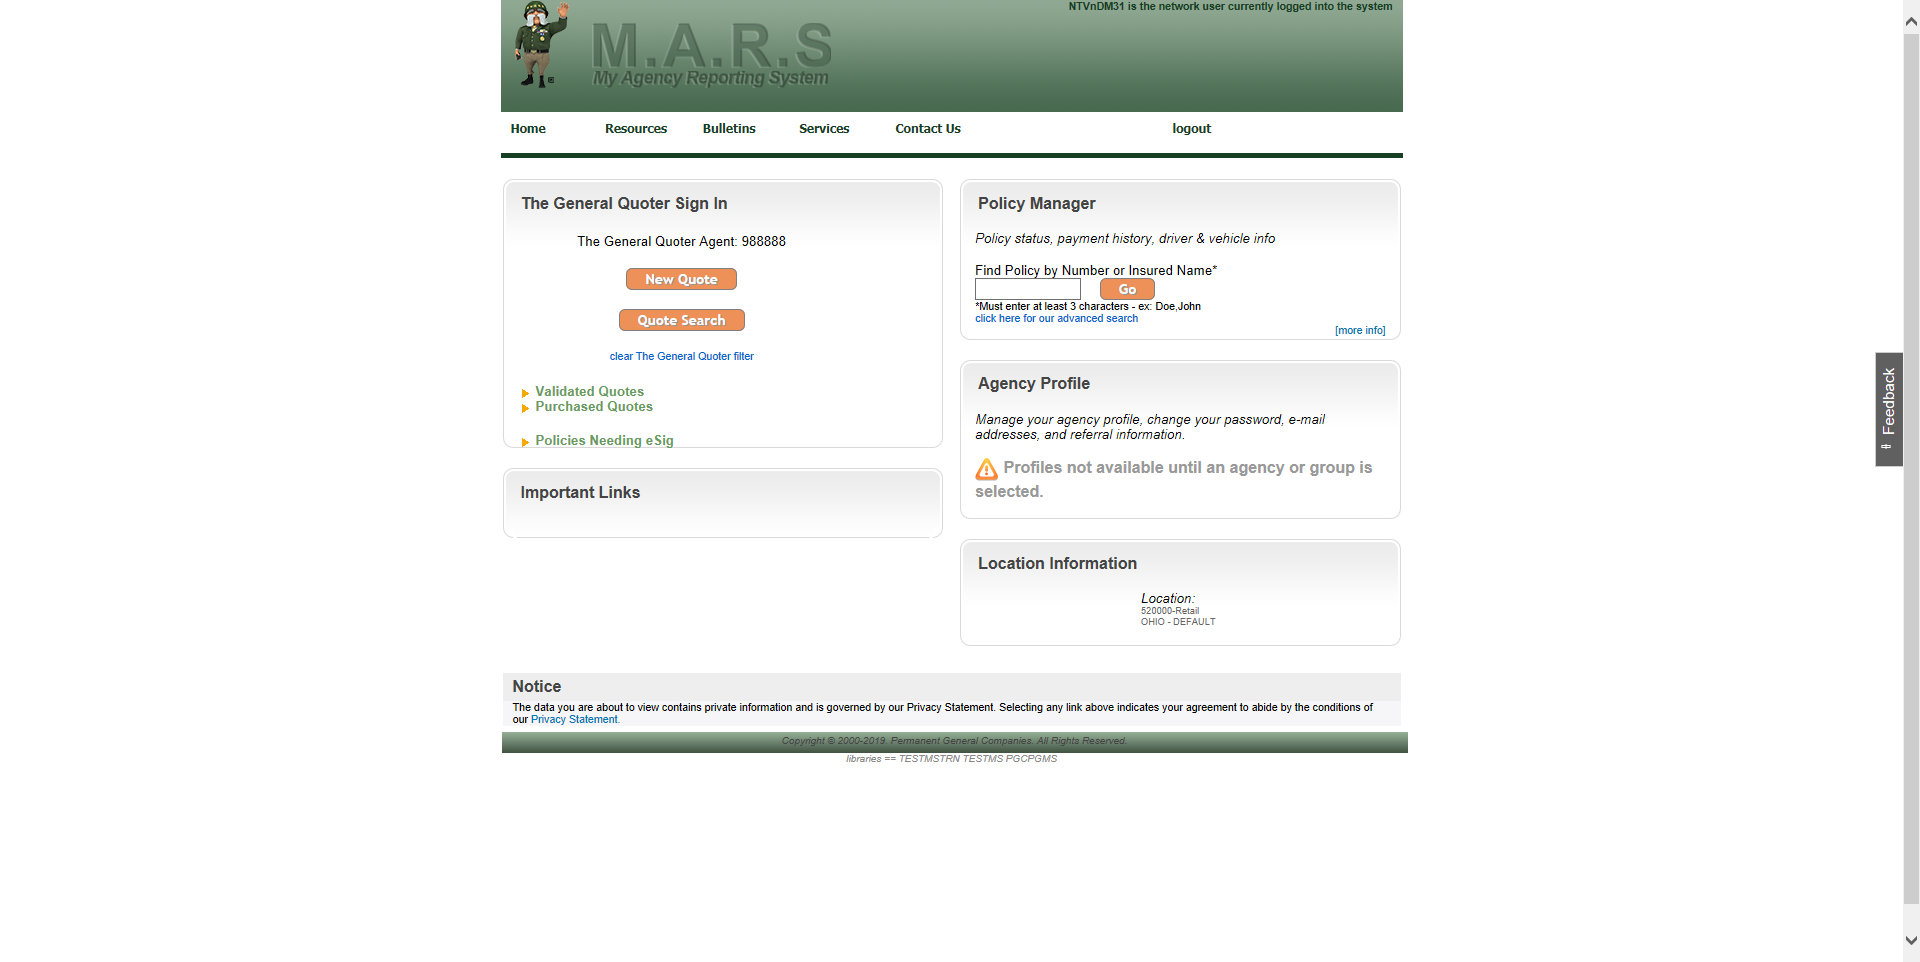 NTVnDM31 is the network user currently logged into the system
M.A.R.S
My Agency Reporting System
Home Resources Bulletins Services Contact Us logout
The General Quoter Sign In
The General Quoter Agent: 988888
New Quote
Quote Search
clear The General Quoter filter
Validated Quotes
Purchased Quotes
Policies Needing eSig
Important Links
Policy Manager
Policy status, payment history, driver & vehicle info
Find Policy by Number or Insured Name*
Go
*Must enter at least 3 characters - ex: Doe,John
click here for our advanced search
[more info]
Agency Profile
Manage your agency profile, change your password, e-mail
addresses, and referral information.
Profiles not available until an agency or group is
selected.
Location Information
Location:
520000-Retail
OHIO - DEFAULT
Feedback
Notice
The data you are about to view contains private information and is governed by our Privacy Statement. Selecting any link above indicates your agreement to abide by the conditions of
our Privacy Statement.
Copyright © 2000-2019. Permanent General Companies. All Rights Reserved.
libraries == TESTMSTRN TESTMS PGCPGMS